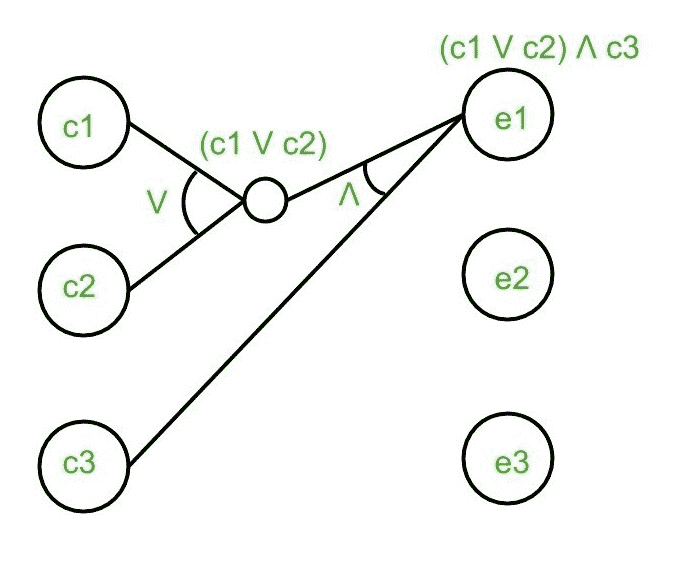 (c1 V c2) Λ c3
c1
e1
(c1 V c2)
V
Λ
c2
e2
c3
e3